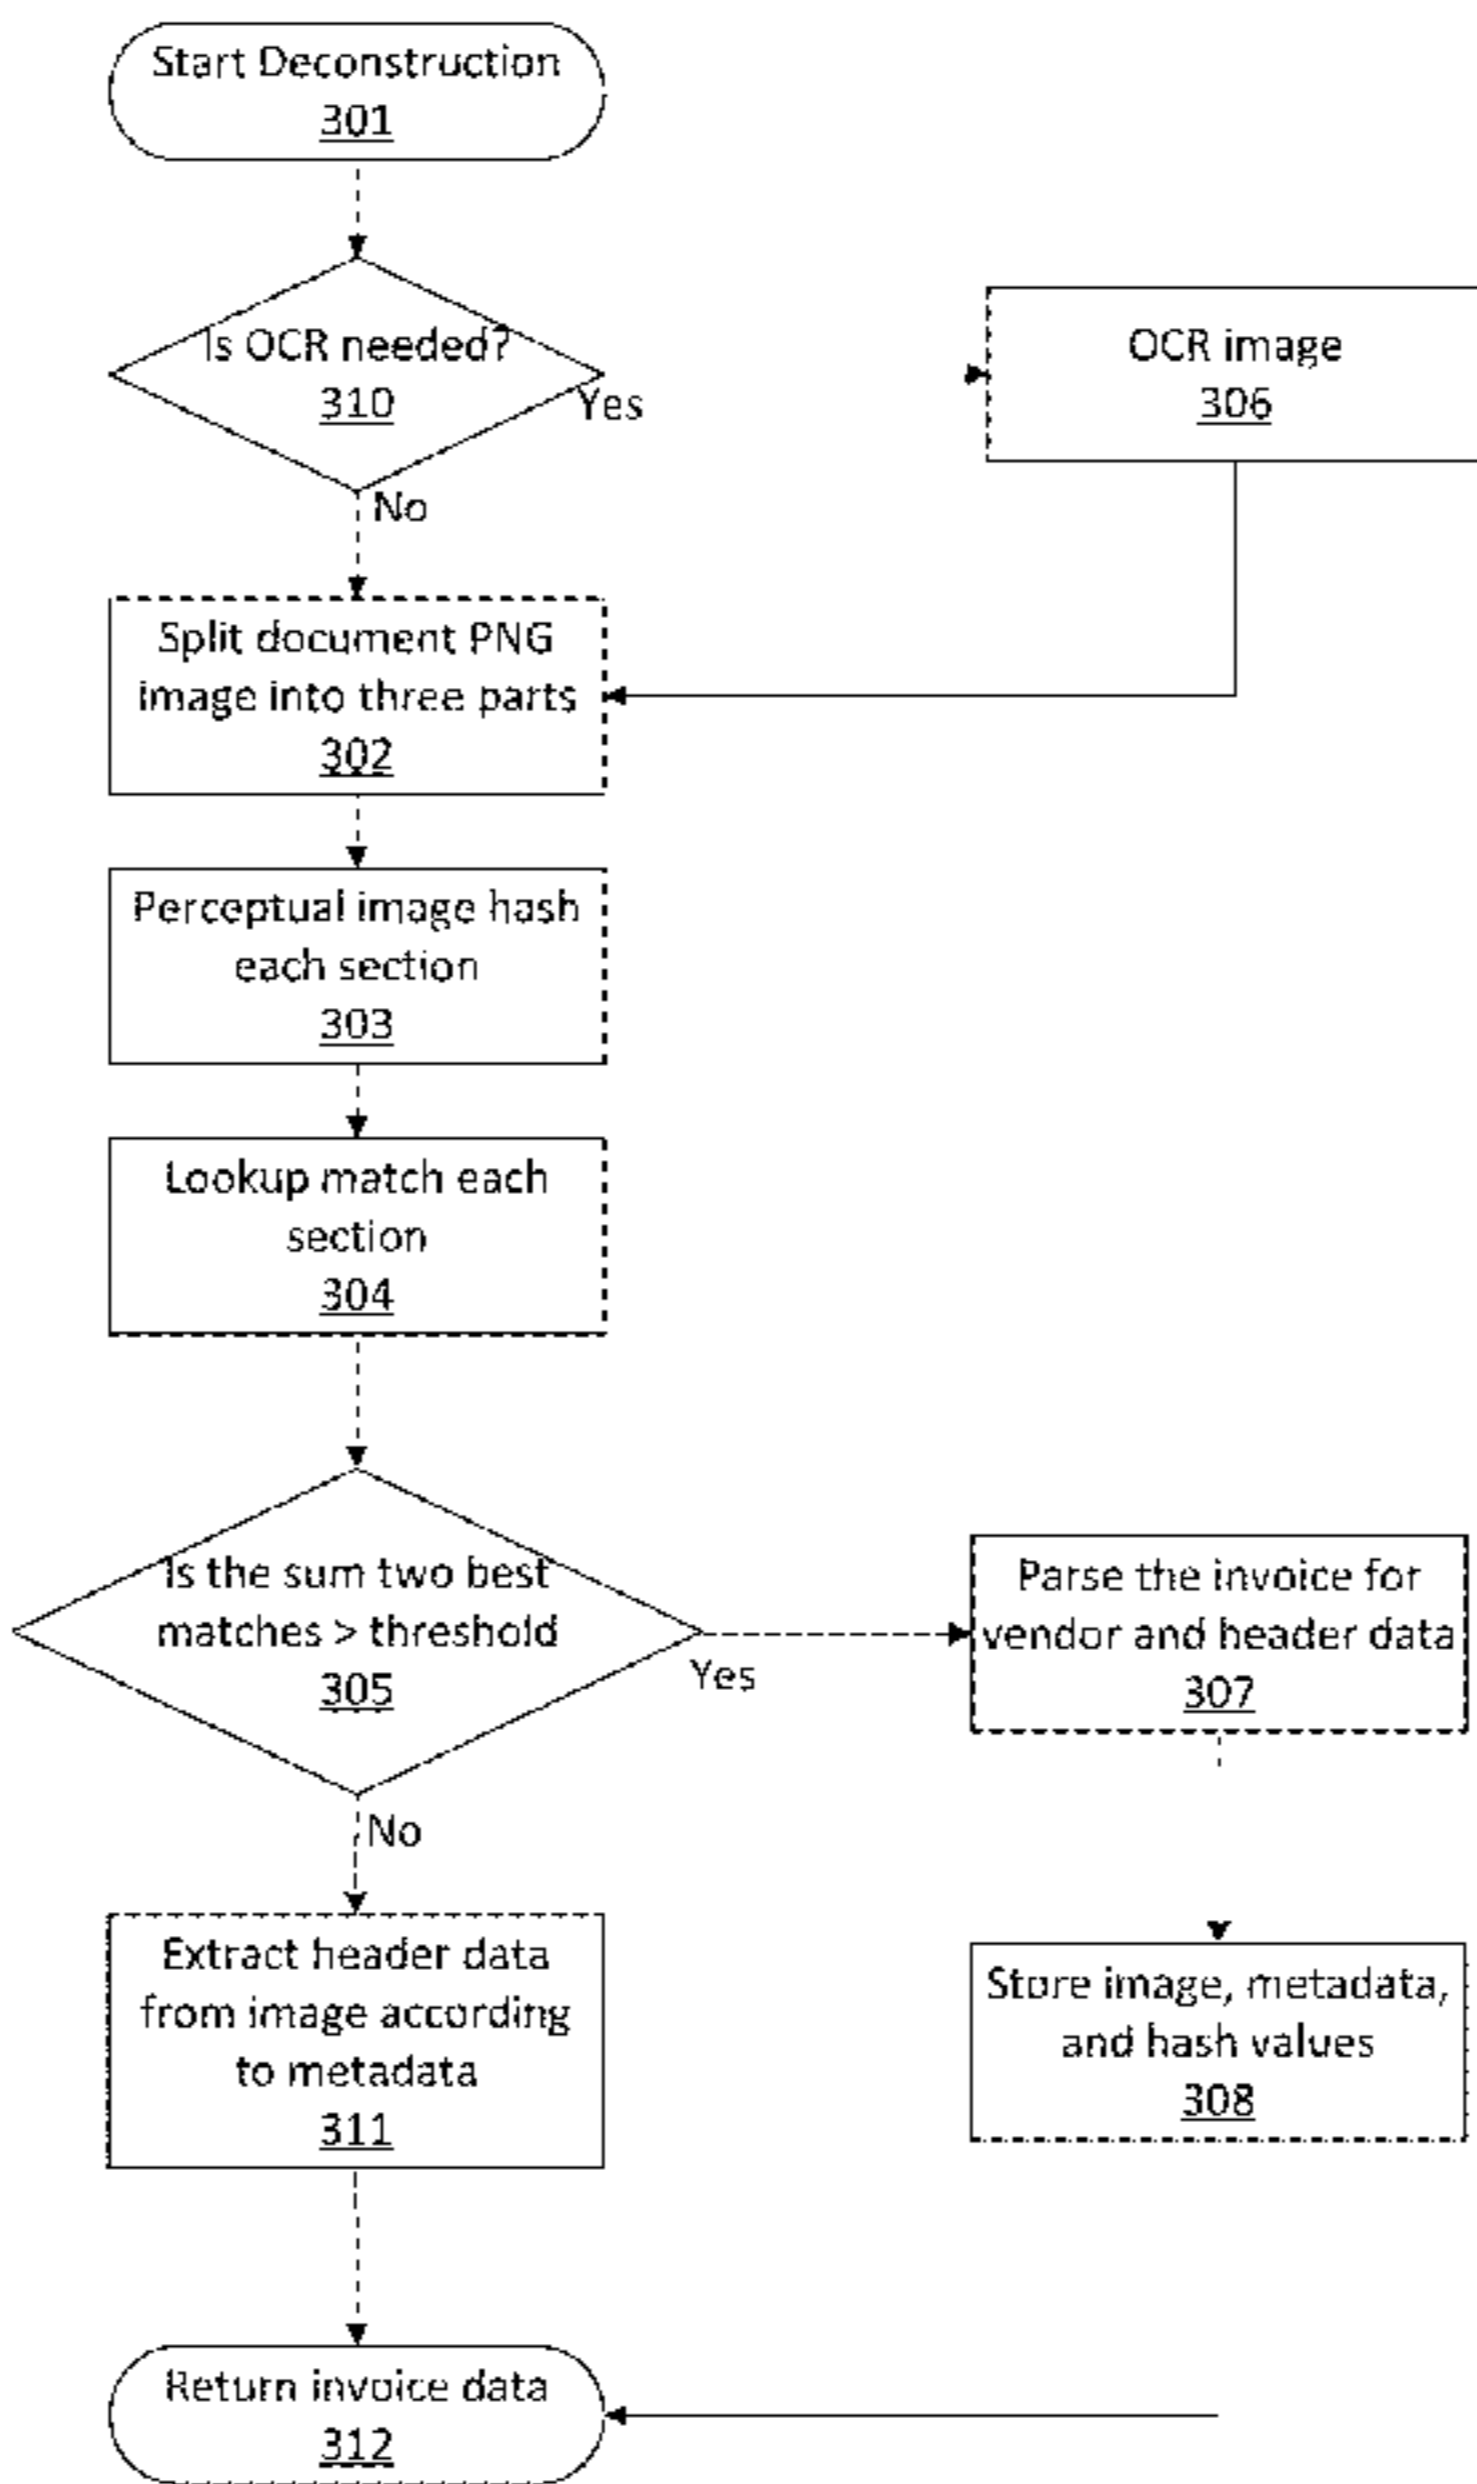 Start Deconstruction
301
Is OCR needed?
310
Yes
No
OCR image
306
Split document PNG
image into three parts
302
Perceptual image hash
each section
303
Lookup match each
section
304
Is the sum two best
matches > threshold
305
Yes
No
Parse the invoice for
vendor and header data
307
Extract header data
from image according
to metadata
311
Store image, metadata,
and hash values
308
Return invoice data
312